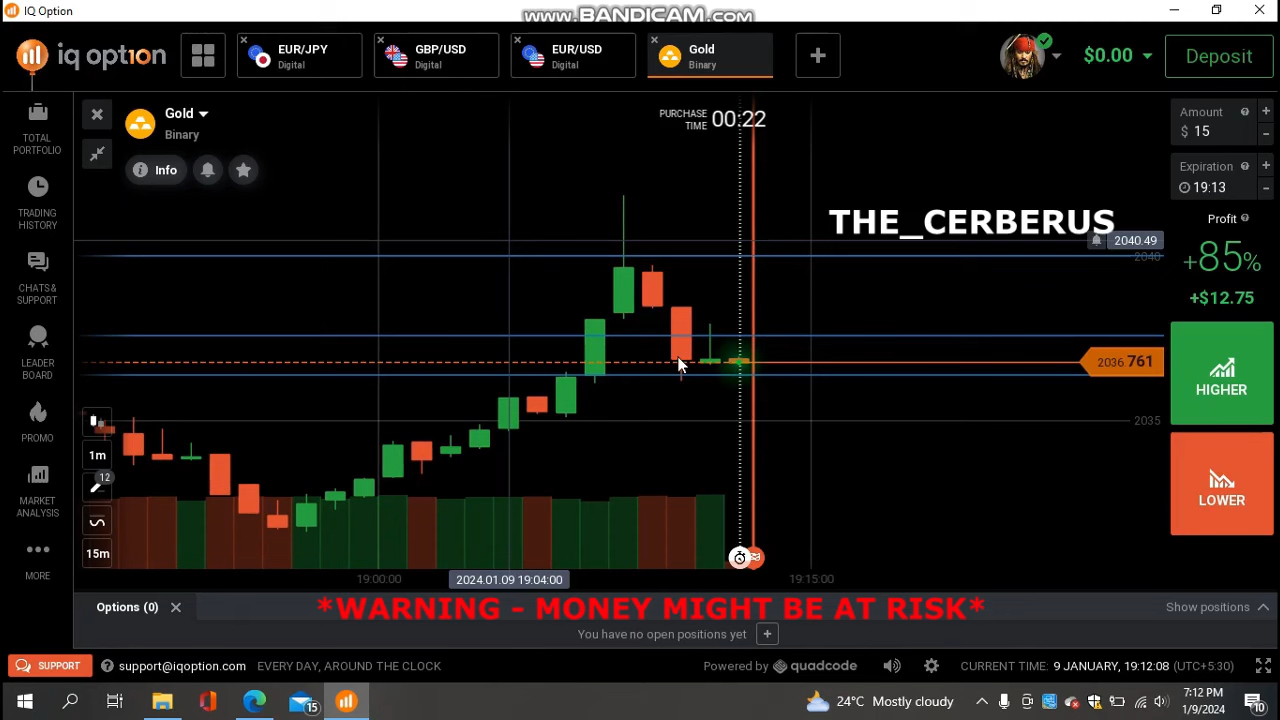 www.BANDICAM.com
IQ Option
iq option
EUR/JPY
Digital
GBP/USD
Digital
EUR/USD
Digital
Gold
Binary
$0.00
Deposit
TOTAL
PORTFOLIO
TRADING
HISTORY
CHATS &
SUPPORT
LEADER
BOARD
PROMO
MARKET
ANALYSIS
MORE
Gold
Binary
Info
PURCHASE
TIME
00:22
THE_CERBERUS
2040.49
2040
2036 761
2035
1m
12
15m
19:00:00
2024.01.09 19:04:00
19:15:00
Amount
$ 15
Expiration
19:13
Profit
+85%
+$12.75
HIGHER
LOWER
Options (0)
*WARNING - MONEY MIGHT BE AT RISK*
Show positions
You have no open positions yet
SUPPORT
support@iqoption.com
EVERY DAY, AROUND THE CLOCK
Powered by quadcode
CURRENT TIME: 9 JANUARY, 19:12:08 (UTC+5:30)
15
24°C Mostly cloudy
7:12 PM
1/9/2024
10